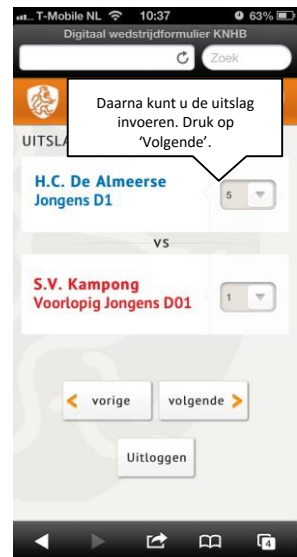 T-Mobile NL 10:37 63%
Digitaal wedstrijdformulier KNHB
Zoek
Daarna kunt u de uitslag
invoeren. Druk op
‘Volgende’.
UITSLA
H.C. De Almeerse
Jongens D1
5
VS
S.V. Kampong
Voorlopig Jongens D01
1
< vorige
volgende >
Uitloggen
4